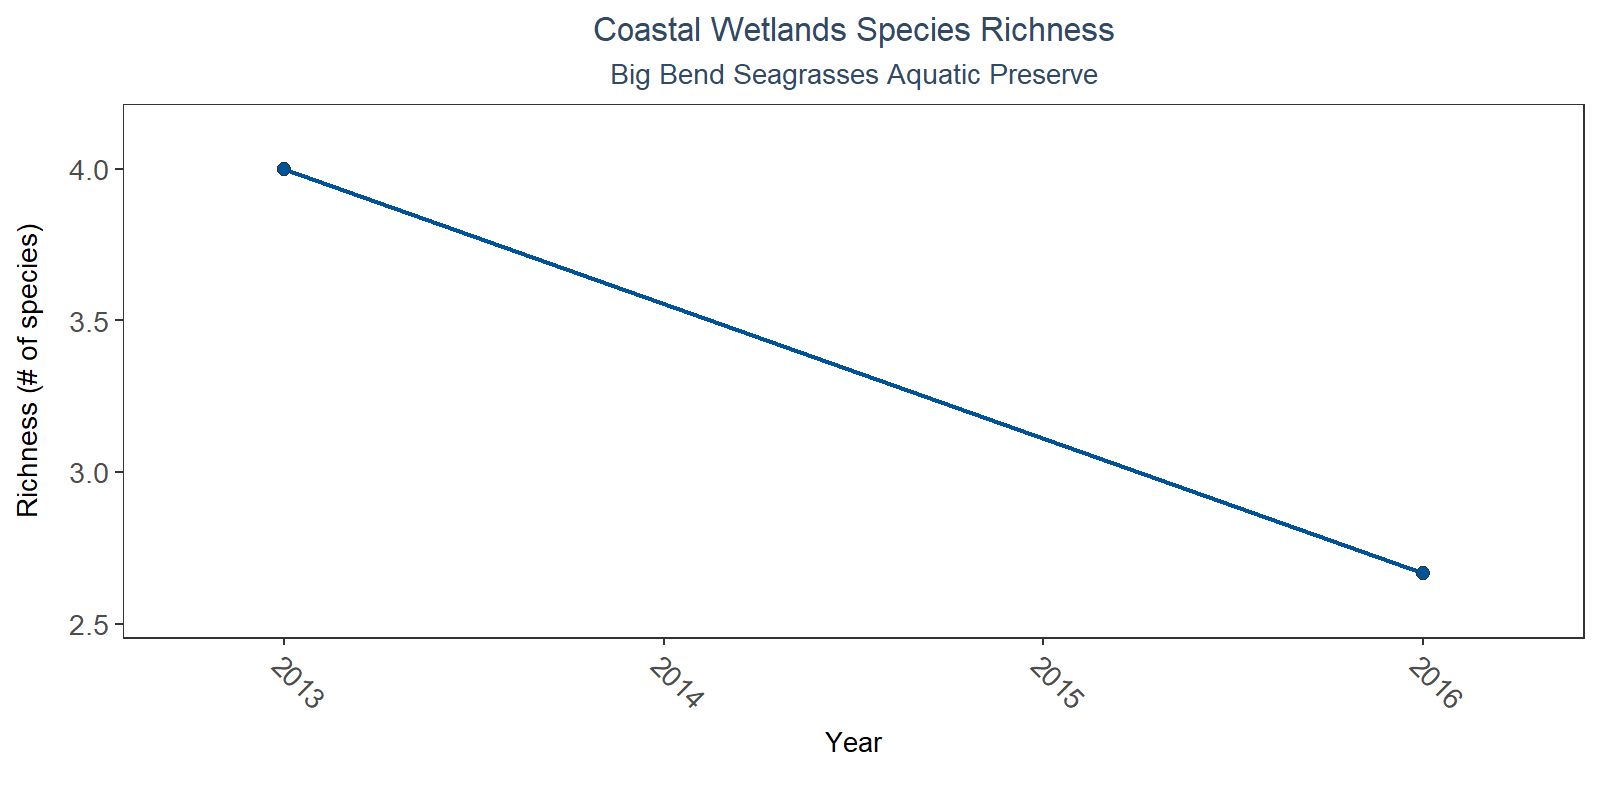 Coastal Wetlands Species Richness
Big Bend Seagrasses Aquatic Preserve
Richness (# of species)
4.0
3.5
3.0
2.5
2013
2014
2015
2016
Year